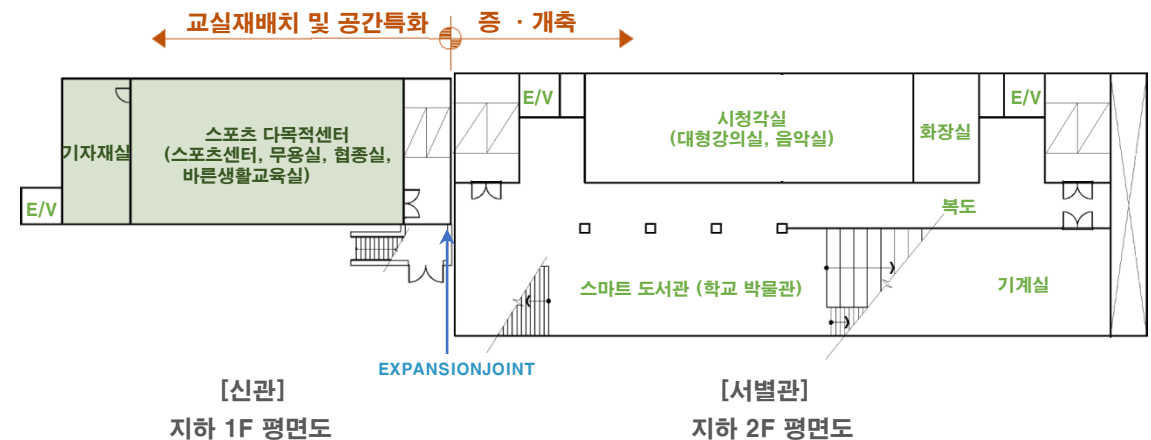 교실재배치 및 공간특화
증 · 개축
E/V
시청각실
(대형강의실, 음악실)
화장실
E/V
기자재실
스포츠 다목적센터
(스포츠센터, 무용실, 협종실,
바른생활교육실)
E/V
복도
스마트 도서관 (학교 박물관)
기계실
EXPANSIONJOINT
[신관]
지하 1F 평면도
[서별관]
지하 2F 평면도